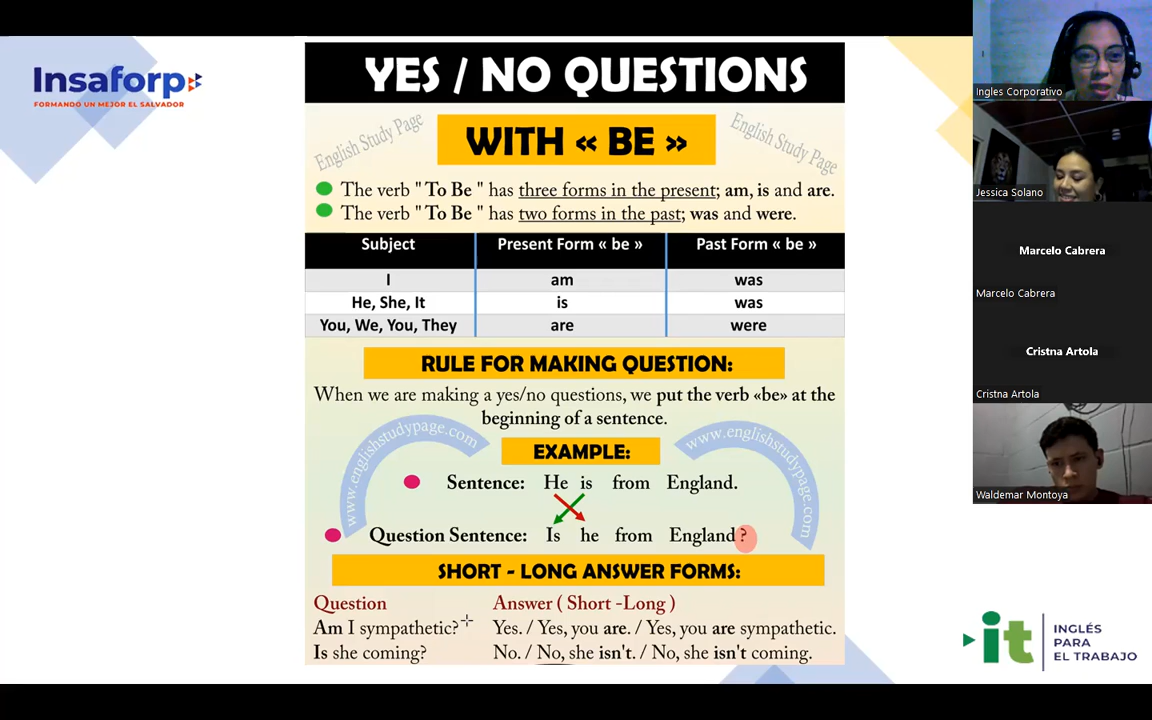 Insaforp
FORMANDO UN MEJOR EL SALVADOR
YES / NO QUESTIONS
English Study Page
WITH « BE »
English Study Page
The verb " To Be " has three forms in the present; am, is and are.
The verb " To Be " has two forms in the past; was and were.
Subject Present Form « be » Past Form « be »
I am was
He, She, It is was
You, We, You, They are were
RULE FOR MAKING QUESTION:
When we are making a yes/no questions, we put the verb «be» at the
beginning of a sentence.
www.englishstudypage.com
www.englishstudypage.com
EXAMPLE:
Sentence: He is from England.
Question Sentence: Is he from England ?
SHORT - LONG ANSWER FORMS:
Question Answer ( Short -Long )
Am I sympathetic? Yes. / Yes, you are. / Yes, you are sympathetic.
Is she coming? No. / No, she isn't. / No, she isn't coming.
it
INGLÉS
PARA
EL TRABAJO
Ingles Corporativo
Jessica Solano
Marcelo Cabrera
Marcelo Cabrera
Cristna Artola
Cristna Artola
Waldemar Montoya